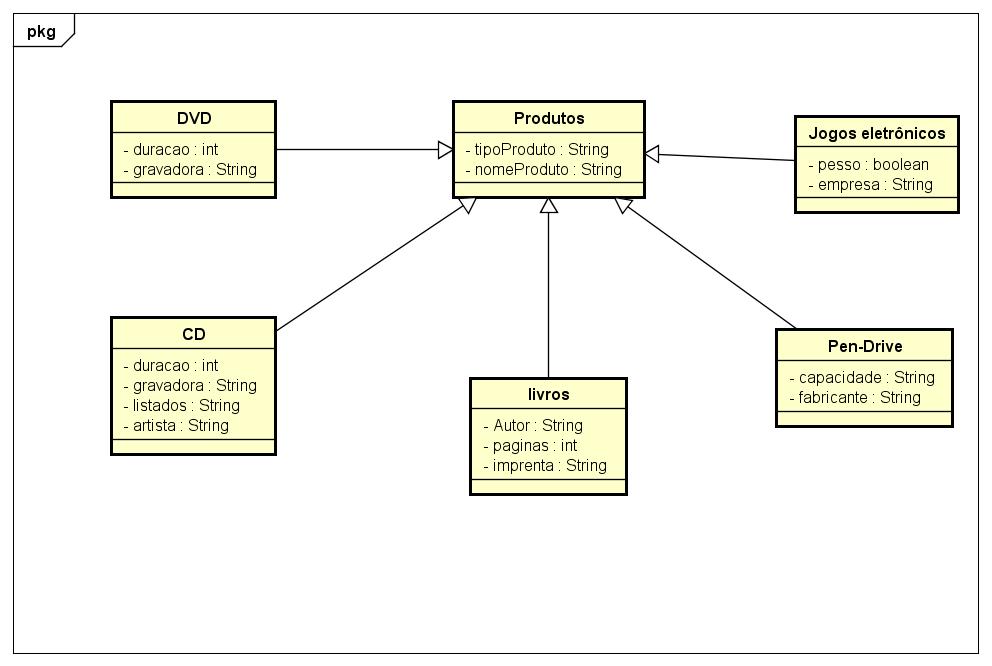 pkg
DVD
- duracao : int
- gravadora : String
Produtos
- tipoProduto : String
- nomeProduto : String
Jogos eletrônicos
- pesso : boolean
- empresa : String
CD
- duracao : int
- gravadora : String
- listados : String
- artista : String
livros
- Autor : String
- paginas : int
- imprenta : String
Pen-Drive
- capacidade : String
- fabricante : String